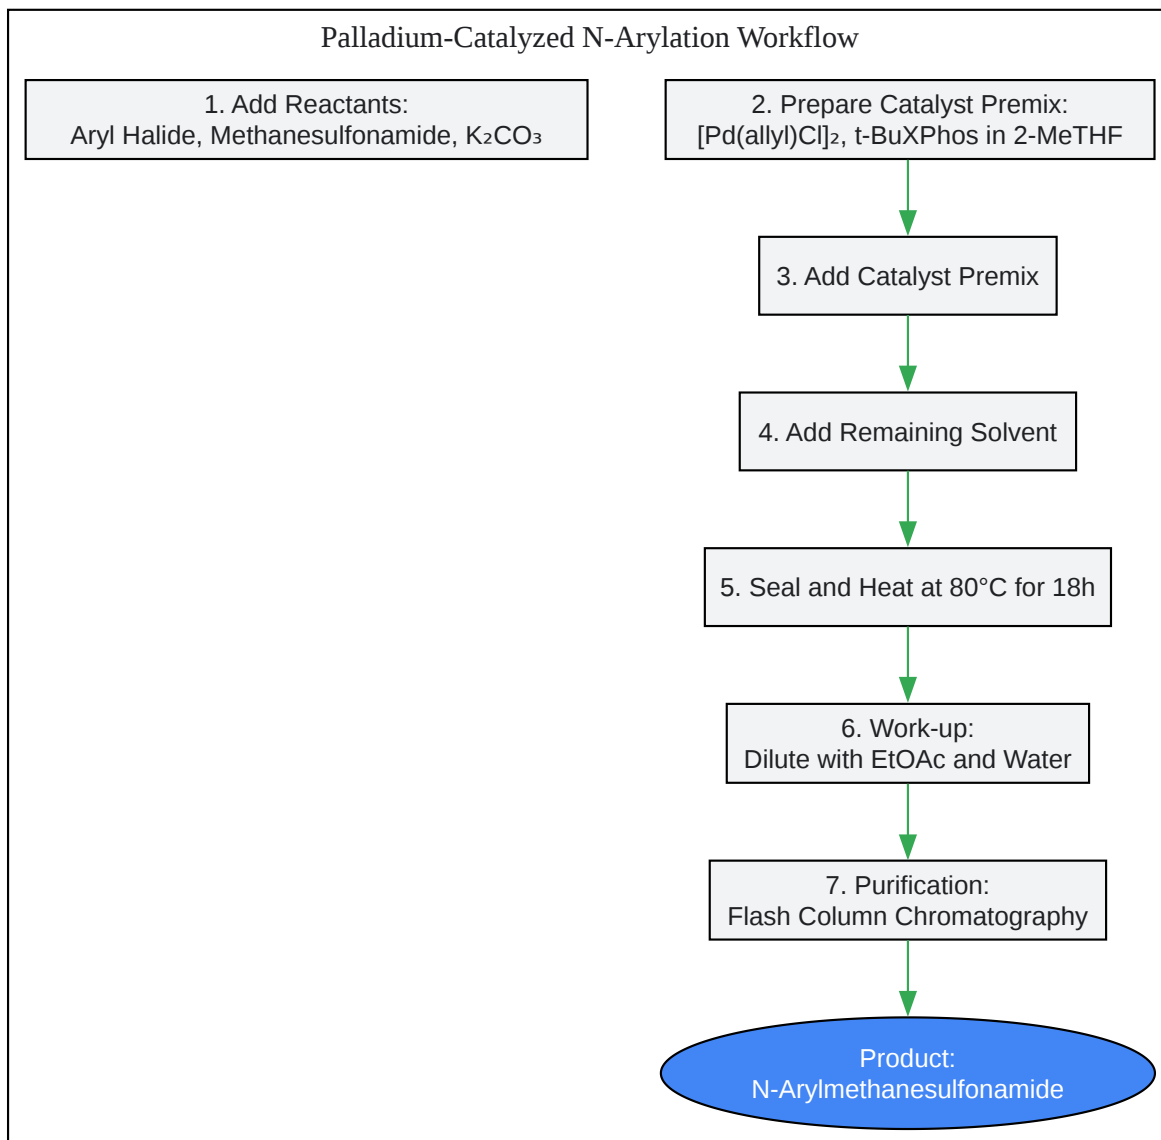 Palladium-Catalyzed N-Arylation Workflow
1. Add Reactants:
Aryl Halide, Methanesulfonamide, K₂CO₃
2. Prepare Catalyst Premix:
[Pd(allyl)Cl]₂, t-BuXPhos in 2-MeTHF
3. Add Catalyst Premix
4. Add Remaining Solvent
5. Seal and Heat at 80°C for 18h
6. Work-up:
Dilute with EtOAc and Water
7. Purification:
Flash Column Chromatography
Product:
N-Arylmethanesulfonamide